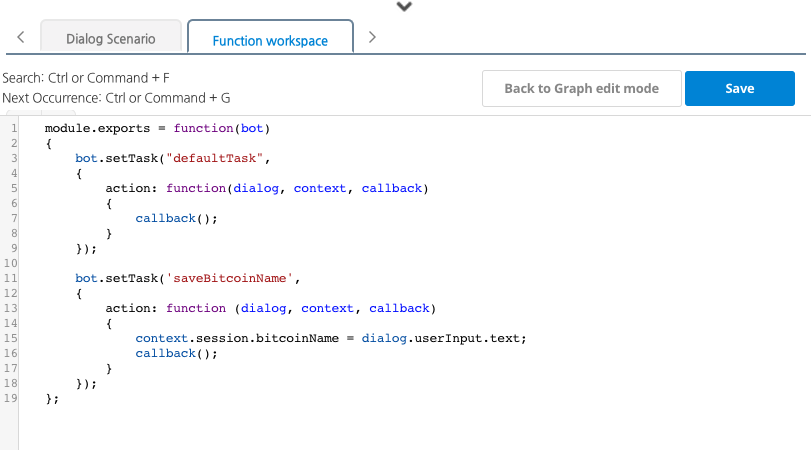 Dialog Scenario
Function workspace
Search: Ctrl or Command + F
Next Occurrence: Ctrl or Command + G
Back to Graph edit mode
Save
1 module.exports = function(bot)
2 {
3     bot.setTask("defaultTask",
4     {
5         action: function(dialog, context, callback)
6         {
7             callback();
8         }
9     });
10
11     bot.setTask('saveBitcoinName',
12     {
13         action: function (dialog, context, callback)
14         {
15             context.session.bitcoinName = dialog.userInput.text;
16             callback();
17         }
18     });
19 };